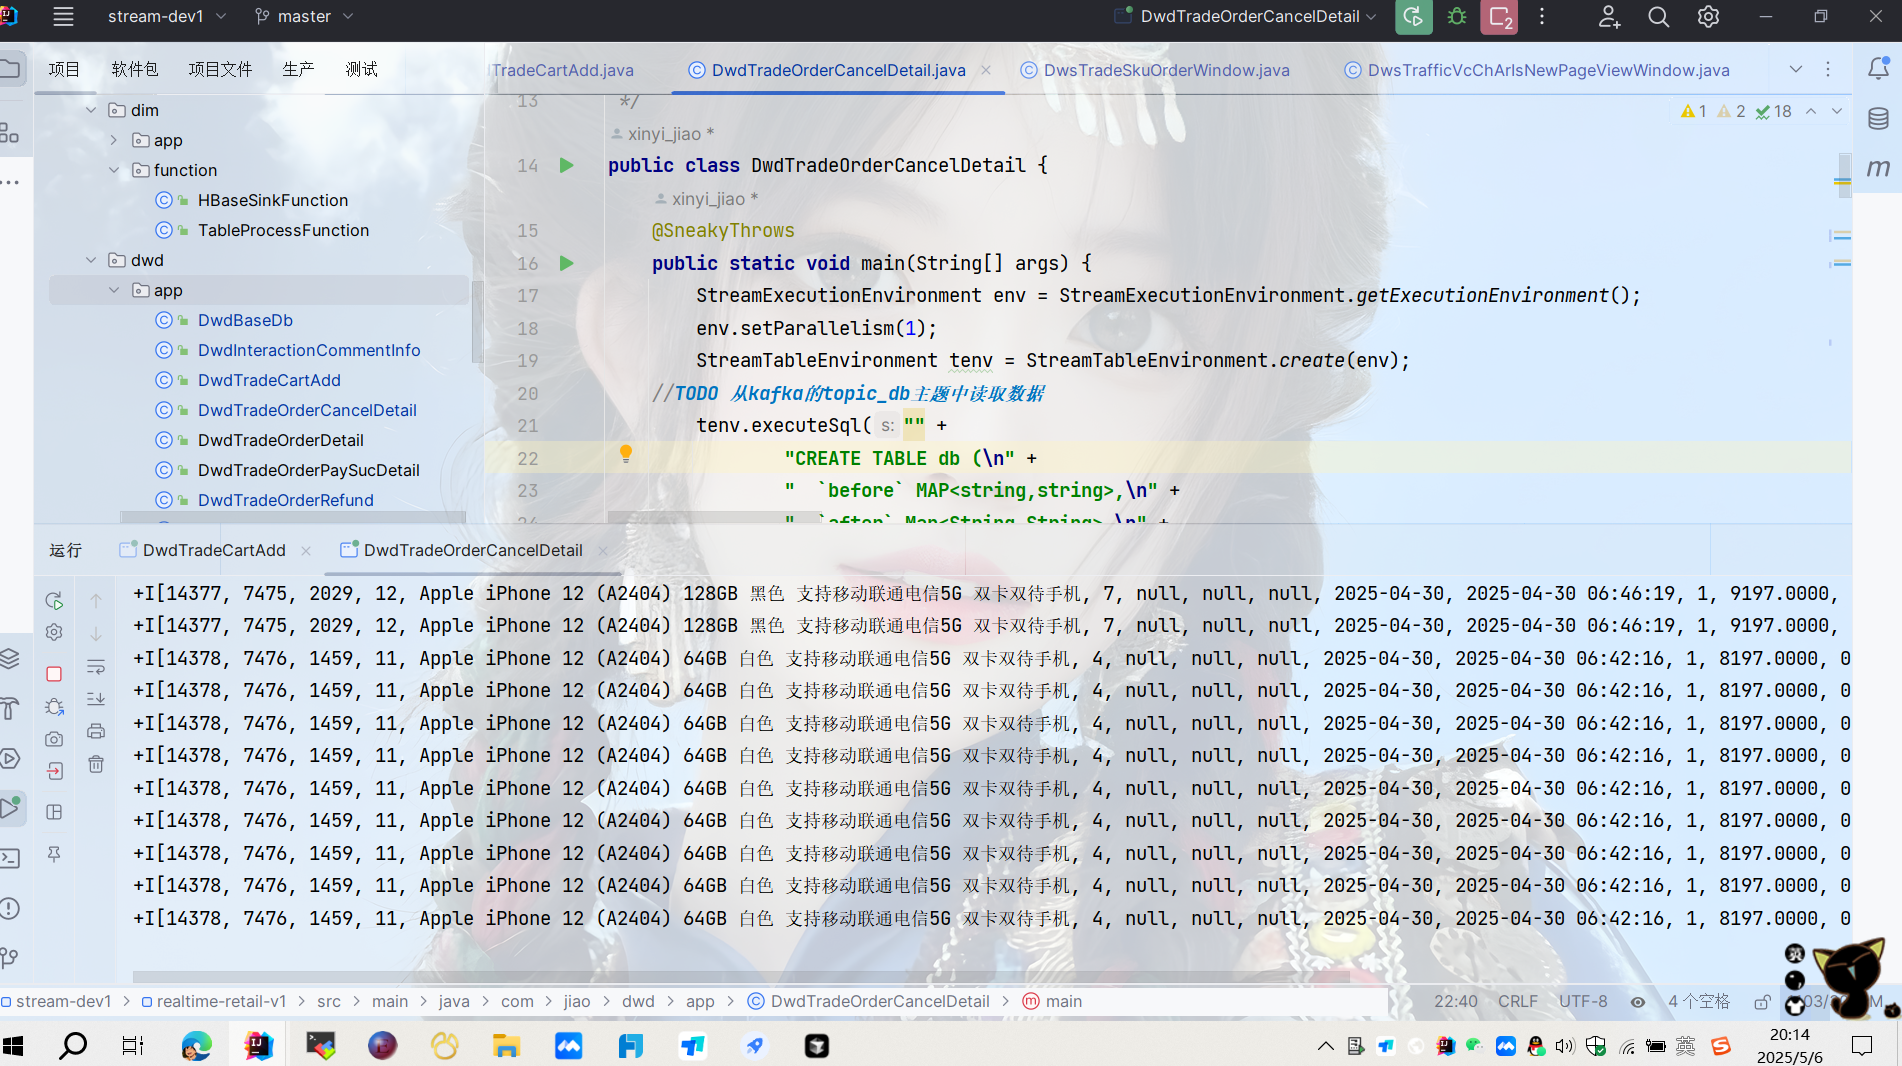 stream-dev1
master
DwdTradeOrderCancelDetail
2
项目 软件包 项目文件 生产 测试
TradeCartAdd.java
DwdTradeOrderCancelDetail.java
DwsTradeSkuOrderWindow.java
DwsTrafficVcChArIsNewPageViewWindow.java
dim
app
function
HBaseSinkFunction
TableProcessFunction
dwd
app
DwdBaseDb
DwdInteractionCommentInfo
DwdTradeCartAdd
DwdTradeOrderCancelDetail
DwdTradeOrderDetail
DwdTradeOrderPaySucDetail
DwdTradeOrderRefund
1 2 18
13 */
xinyi_jiao *
14 public class DwdTradeOrderCancelDetail {
xinyi_jiao *
15 @SneakyThrows
16 public static void main(String[] args) {
17 StreamExecutionEnvironment env = StreamExecutionEnvironment.getExecutionEnvironment();
18 env.setParallelism(1);
19 StreamTableEnvironment tenv = StreamTableEnvironment.create(env);
20 //TODO 从kafka的topic_db主题中读取数据
21 tenv.executeSql( s: "" +
22 "CREATE TABLE db (\n" +
23 "  `before` MAP<string,string>,\n" +
24 "  `after` Map<String,String>,\n" +
运行 DwdTradeCartAdd DwdTradeOrderCancelDetail
+I[14377, 7475, 2029, 12, Apple iPhone 12 (A2404) 128GB 黑色 支持移动联通电信5G 双卡双待手机, 7, null, null, null, 2025-04-30, 2025-04-30 06:46:19, 1, 9197.0000,
+I[14377, 7475, 2029, 12, Apple iPhone 12 (A2404) 128GB 黑色 支持移动联通电信5G 双卡双待手机, 7, null, null, null, 2025-04-30, 2025-04-30 06:46:19, 1, 9197.0000,
+I[14378, 7476, 1459, 11, Apple iPhone 12 (A2404) 64GB 白色 支持移动联通电信5G 双卡双待手机, 4, null, null, null, 2025-04-30, 2025-04-30 06:42:16, 1, 8197.0000, 0
+I[14378, 7476, 1459, 11, Apple iPhone 12 (A2404) 64GB 白色 支持移动联通电信5G 双卡双待手机, 4, null, null, null, 2025-04-30, 2025-04-30 06:42:16, 1, 8197.0000, 0
+I[14378, 7476, 1459, 11, Apple iPhone 12 (A2404) 64GB 白色 支持移动联通电信5G 双卡双待手机, 4, null, null, null, 2025-04-30, 2025-04-30 06:42:16, 1, 8197.0000, 0
+I[14378, 7476, 1459, 11, Apple iPhone 12 (A2404) 64GB 白色 支持移动联通电信5G 双卡双待手机, 4, null, null, null, 2025-04-30, 2025-04-30 06:42:16, 1, 8197.0000, 0
+I[14378, 7476, 1459, 11, Apple iPhone 12 (A2404) 64GB 白色 支持移动联通电信5G 双卡双待手机, 4, null, null, null, 2025-04-30, 2025-04-30 06:42:16, 1, 8197.0000, 0
+I[14378, 7476, 1459, 11, Apple iPhone 12 (A2404) 64GB 白色 支持移动联通电信5G 双卡双待手机, 4, null, null, null, 2025-04-30, 2025-04-30 06:42:16, 1, 8197.0000, 0
+I[14378, 7476, 1459, 11, Apple iPhone 12 (A2404) 64GB 白色 支持移动联通电信5G 双卡双待手机, 4, null, null, null, 2025-04-30, 2025-04-30 06:42:16, 1, 8197.0000, 0
+I[14378, 7476, 1459, 11, Apple iPhone 12 (A2404) 64GB 白色 支持移动联通电信5G 双卡双待手机, 4, null, null, null, 2025-04-30, 2025-04-30 06:42:16, 1, 8197.0000, 0
+I[14378, 7476, 1459, 11, Apple iPhone 12 (A2404) 64GB 白色 支持移动联通电信5G 双卡双待手机, 4, null, null, null, 2025-04-30, 2025-04-30 06:42:16, 1, 8197.0000, 0
stream-dev1 > realtime-retail-v1 > src > main > java > com > jiao > dwd > app > DwdTradeOrderCancelDetail > main
22:40 CRLF UTF-8 4 个空格
英
20:14
2025/5/6